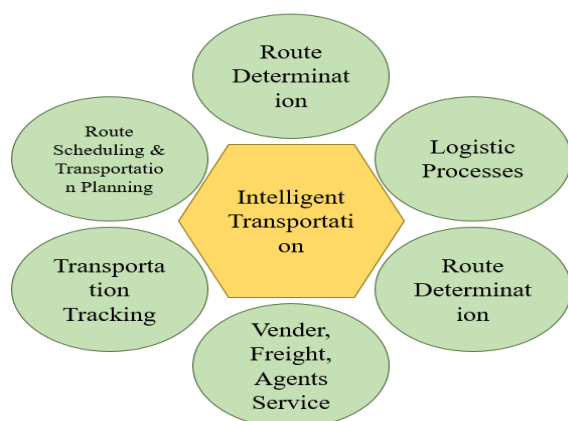 Route
Determinat
ion
Route
Scheduling &
Transportatio
n Planning
Logistic
Processes
Intelligent
Transportati
on
Transporta
tion
Tracking
Route
Determinat
ion
Vender,
Freight,
Agents
Service